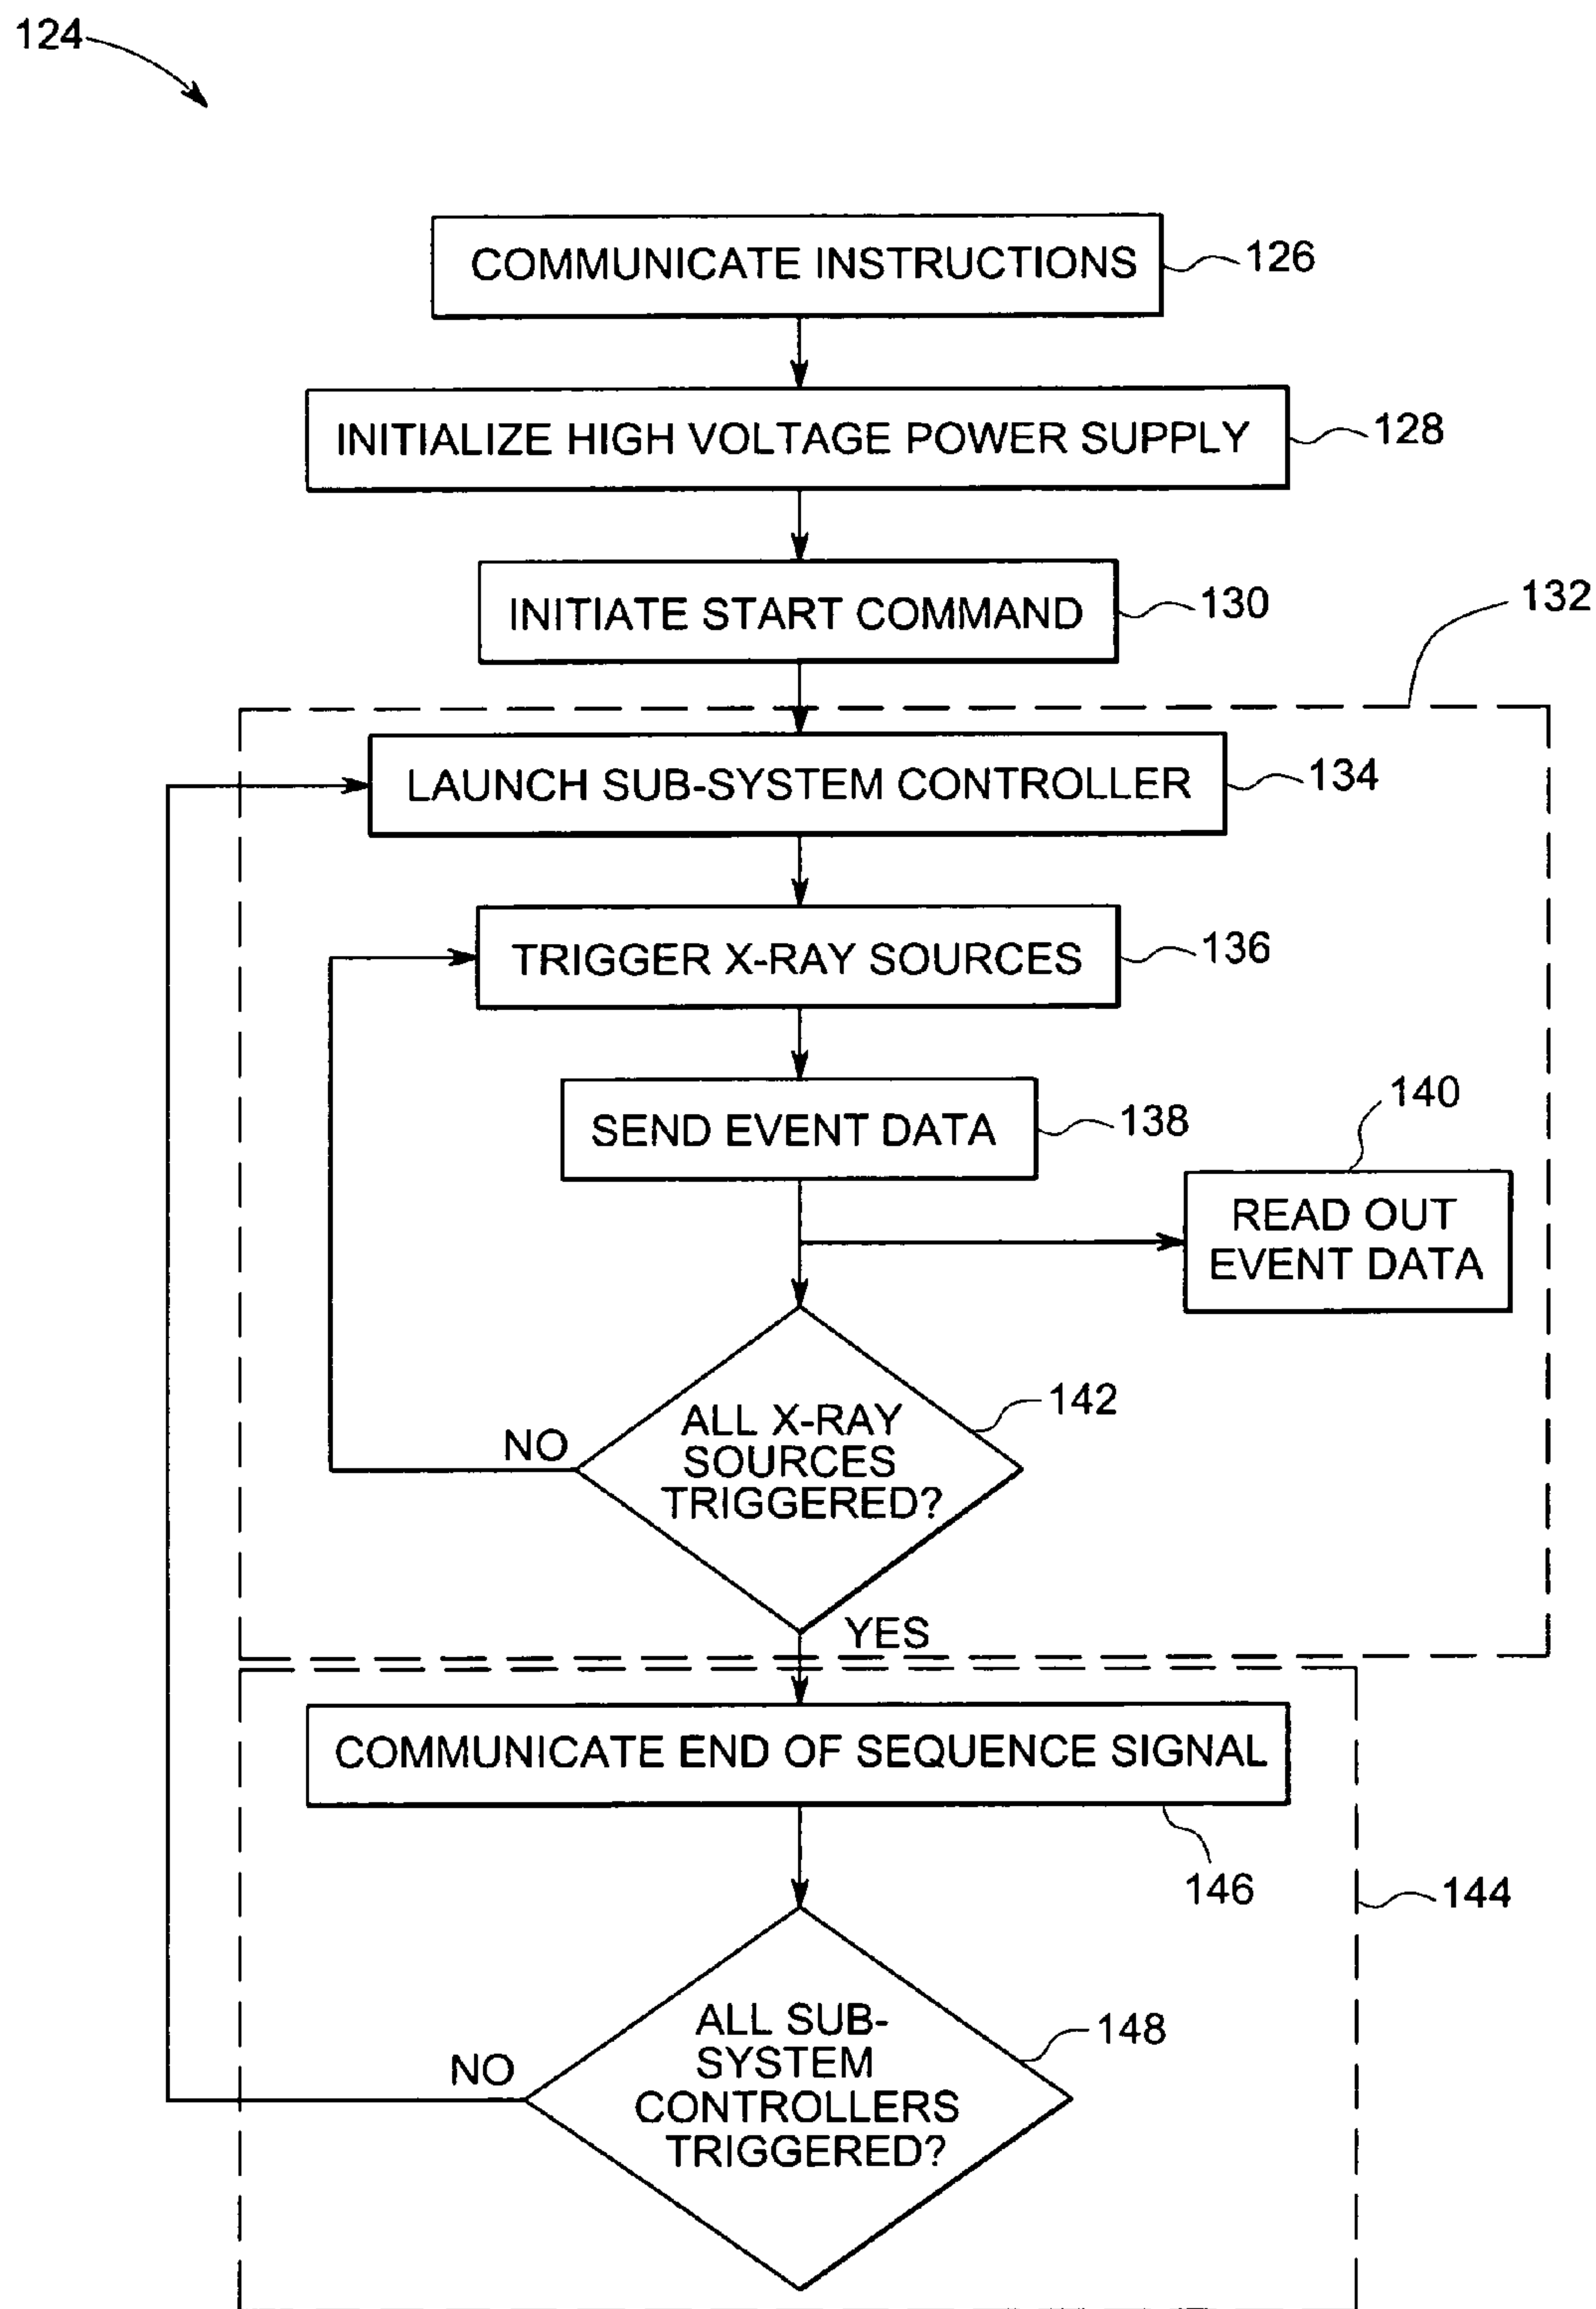 124
COMMUNICATE INSTRUCTIONS
126
INITIALIZE HIGH VOLTAGE POWER SUPPLY
128
INITIATE START COMMAND
130
132
LAUNCH SUB-SYSTEM CONTROLLER
134
TRIGGER X-RAY SOURCES
136
SEND EVENT DATA
138
140
READ OUT
EVENT DATA
ALL X-RAY
SOURCES
TRIGGERED?
142
NO
YES
COMMUNICATE END OF SEQUENCE SIGNAL
146
144
ALL SUB-
SYSTEM
CONTROLLERS
TRIGGERED?
148
NO